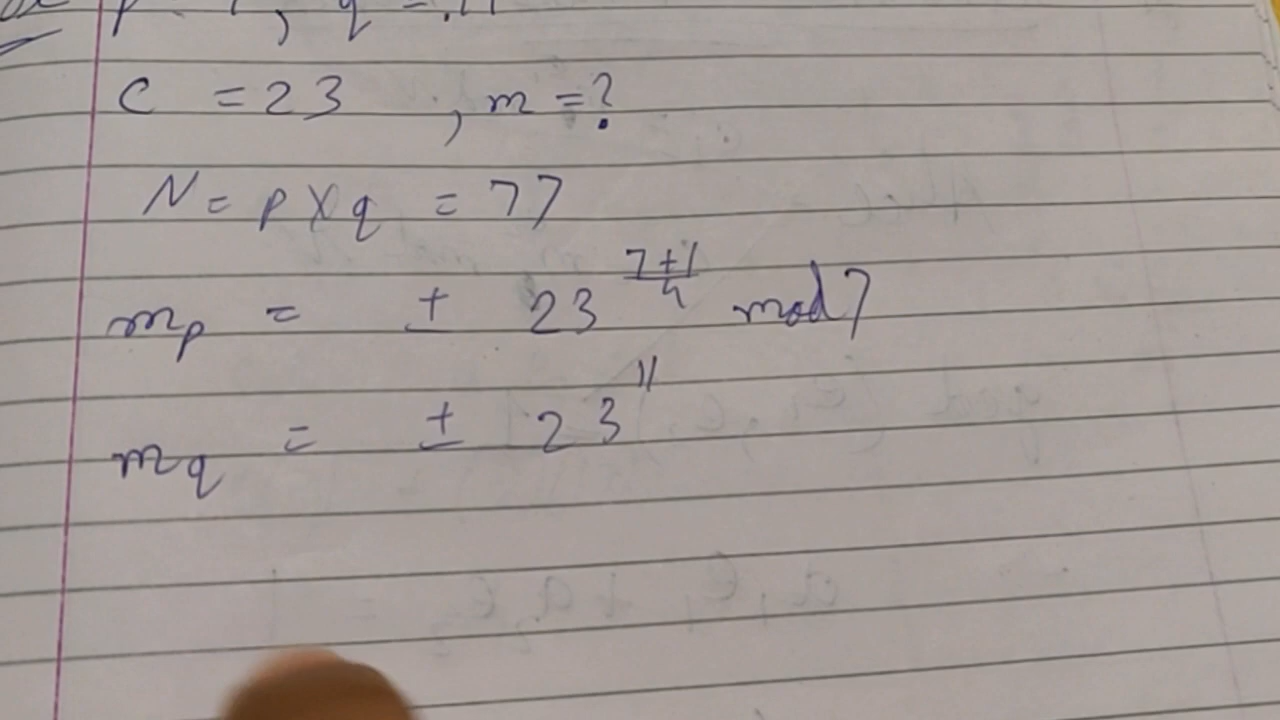 C = 23 , m = ?
N = p X q = 77
mp = ± 23^(7+1)/4 mod 7
mq = ± 23^11